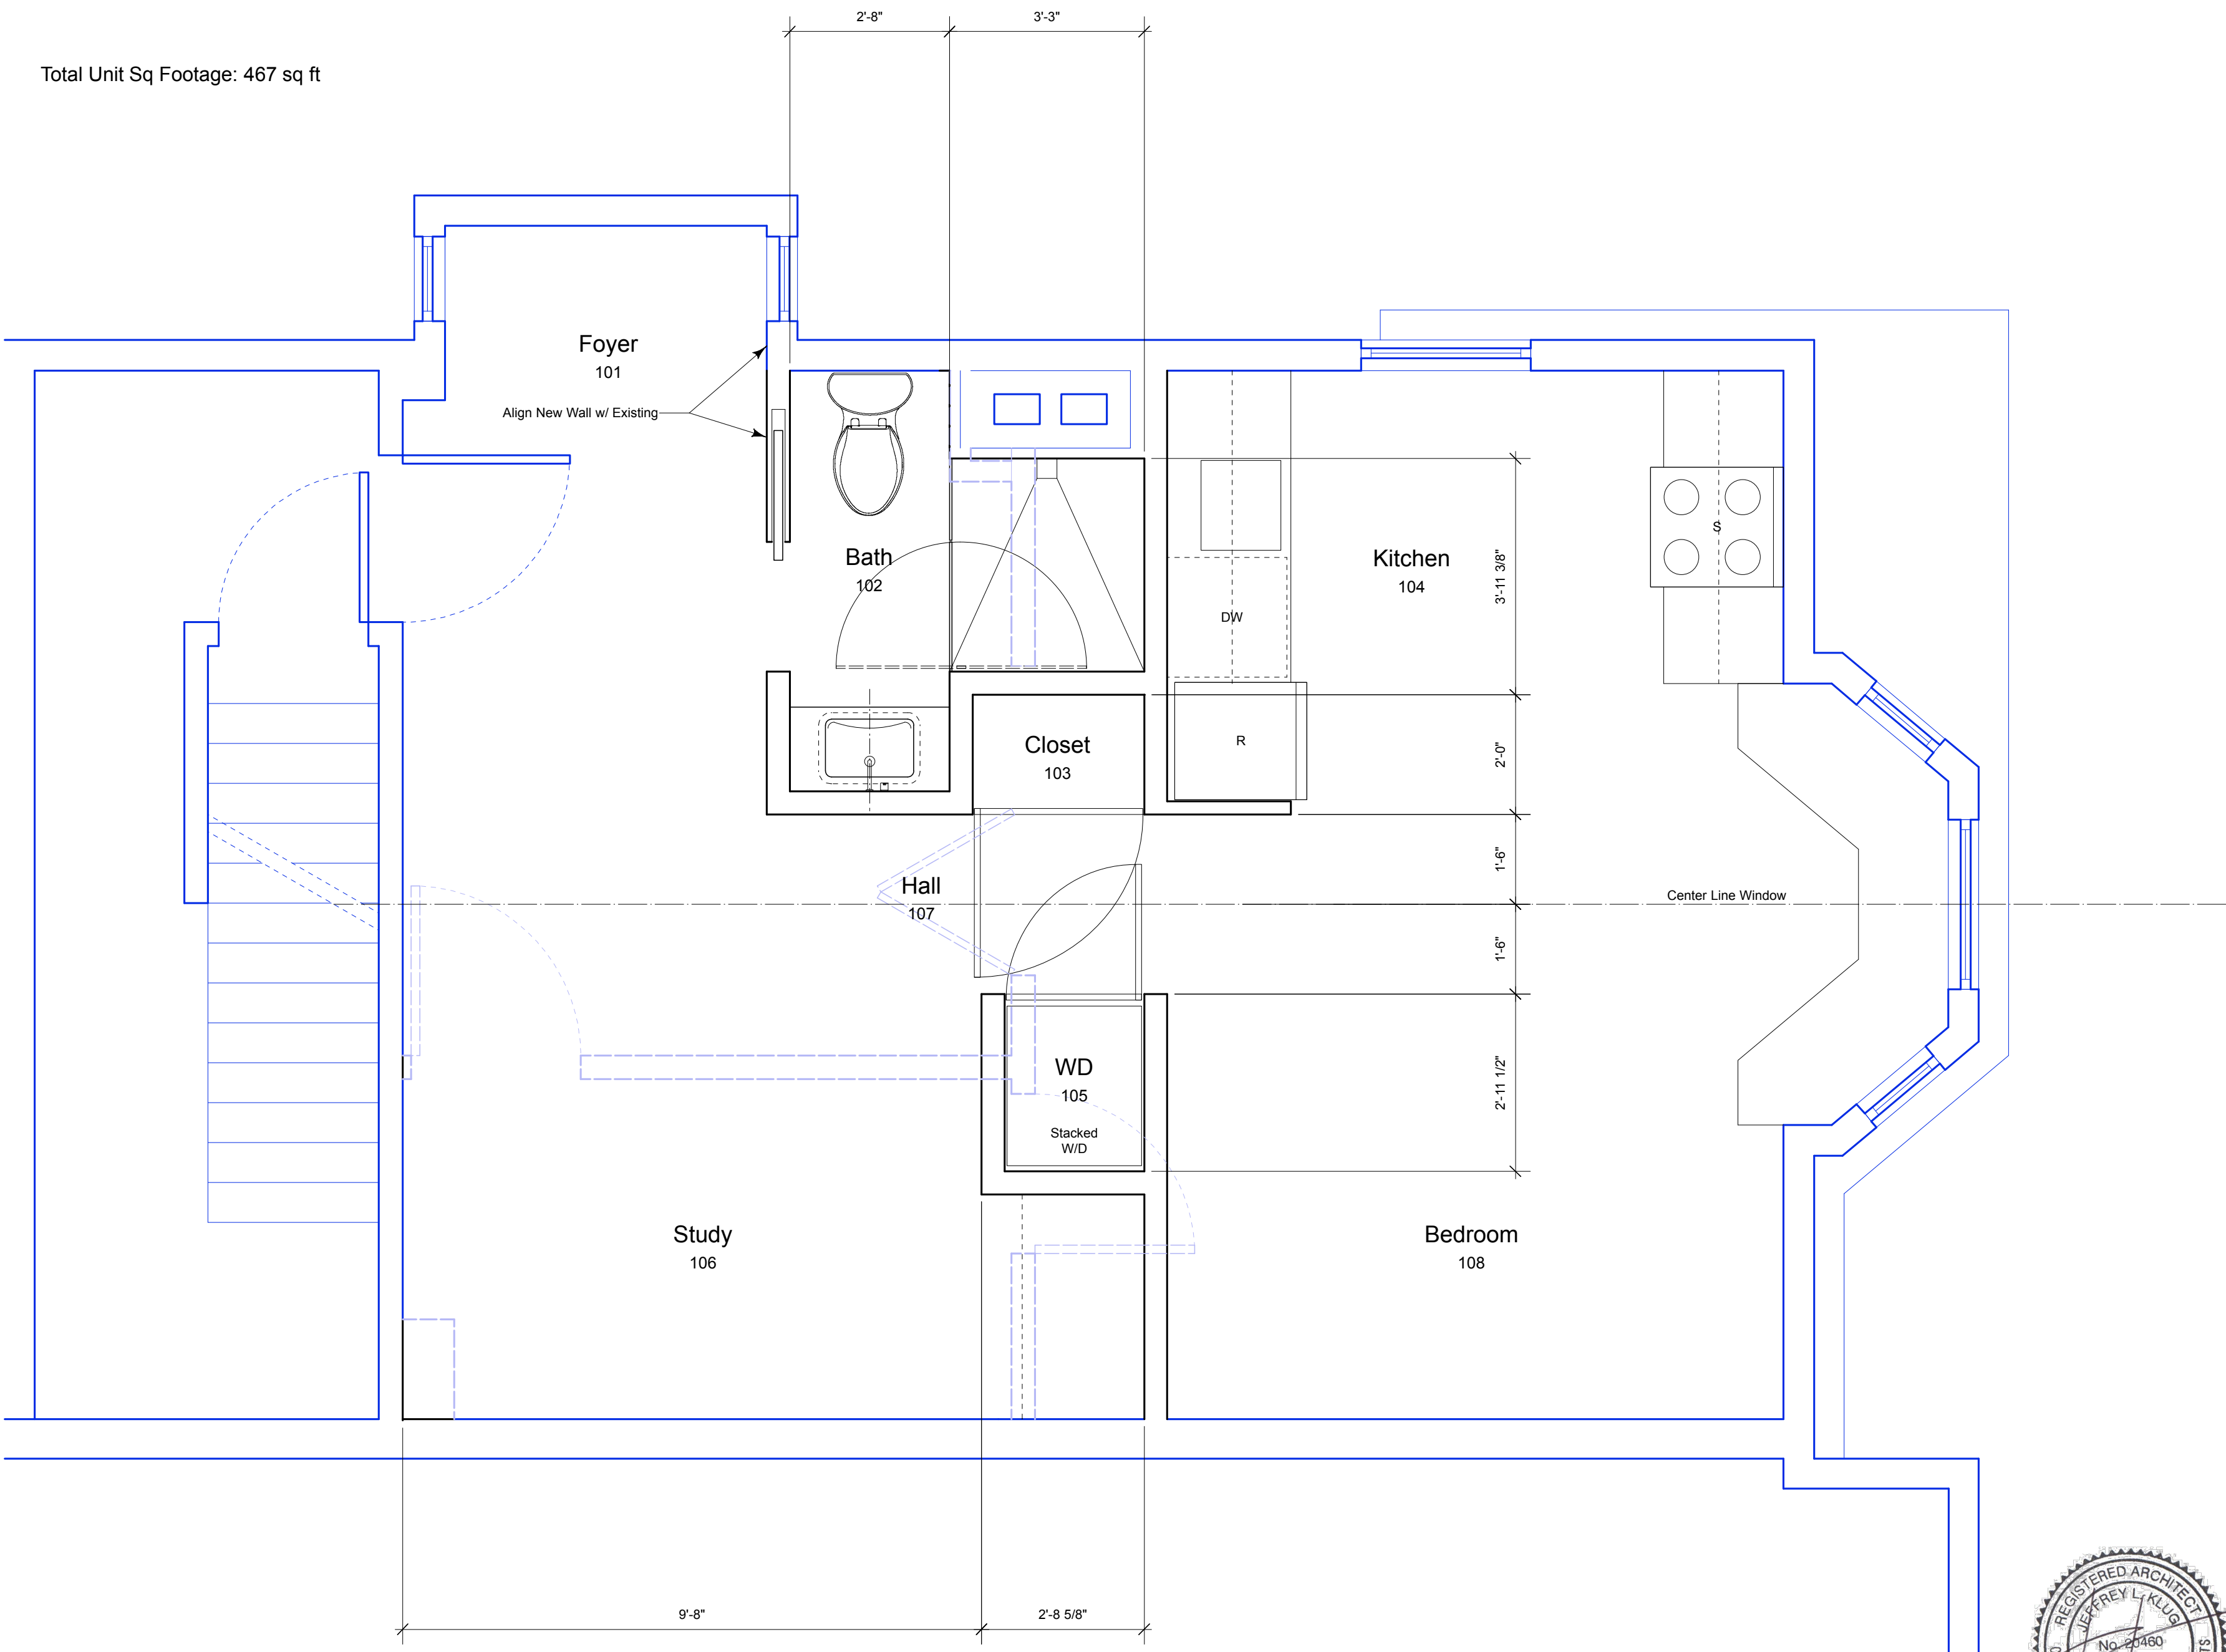 2'-8"
3'-3"
Total Unit Sq Footage: 467 sq ft
Foyer
101
Align New Wall w/ Existing
Bath
102
Kitchen
104
S
3'-11 3/8"
DW
R
Closet
103
2'-0"
1'-6"
Hall
107
Center Line Window
1'-6"
WD
105
Stacked
W/D
2'-11 1/2"
Study
106
Bedroom
108
9'-8"
2'-8 5/8"
REGISTERED ARCHITECT
JEFFREY L. KLUG
No. 20460